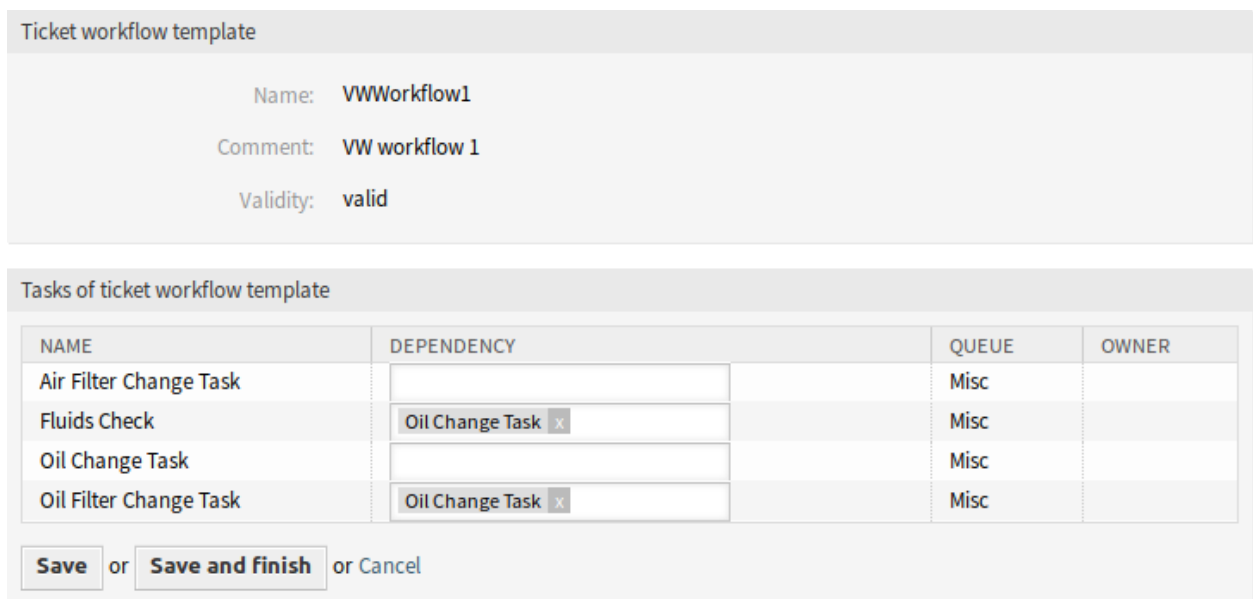 Ticket workflow template
Name: VWWorkflow1
Comment: VW workflow 1
Validity: valid
Tasks of ticket workflow template
NAME DEPENDENCY QUEUE OWNER
Air Filter Change Task Misc
Fluids Check Oil Change Task x Misc
Oil Change Task Misc
Oil Filter Change Task Oil Change Task x Misc
Save or Save and finish or Cancel